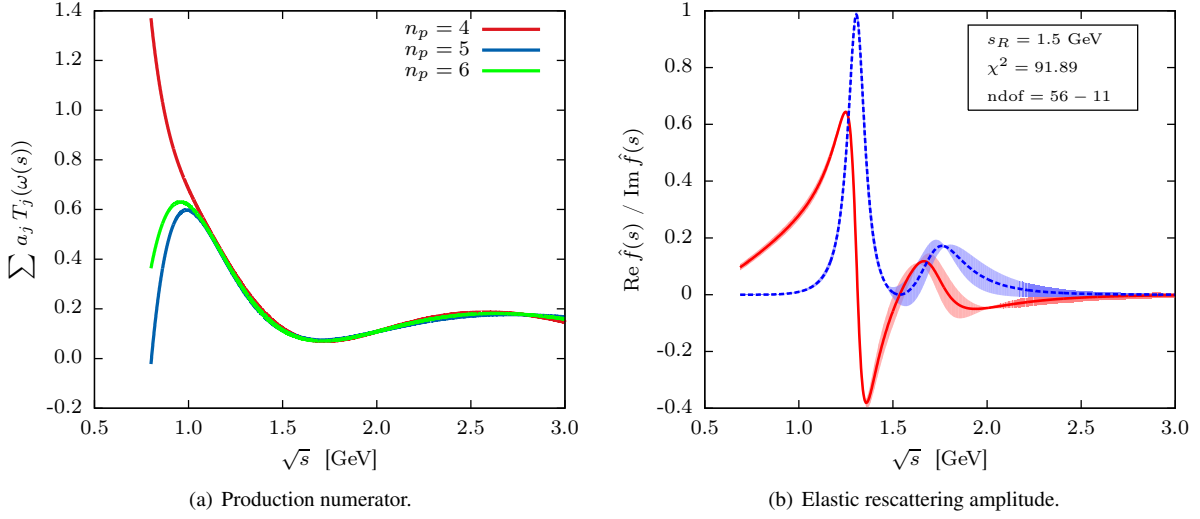 1.4
1.2
1.0
0.8
0.6
0.4
0.2
0.0
-0.2
0.5
1.0
1.5
2.0
2.5
3.0
∑ a_j T_j(ω(s))
√s [GeV]
n_p = 4
n_p = 5
n_p = 6
(a) Production numerator.
1
0.8
0.6
0.4
0.2
0
-0.2
-0.4
0.5
1.0
1.5
2.0
2.5
3.0
Re f̂(s) / Im f̂(s)
√s [GeV]
s_R = 1.5 GeV
χ² = 91.89
ndof = 56 − 11
(b) Elastic rescattering amplitude.